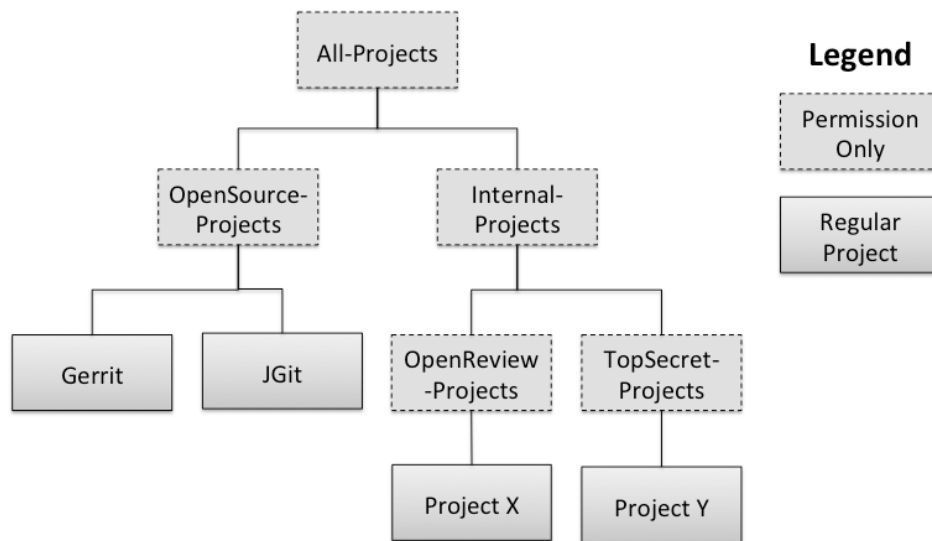 All-Projects
Legend
Permission
Only
OpenSource-
Projects
Internal-
Projects
Regular
Project
Gerrit
JGit
OpenReview
-Projects
TopSecret-
Projects
Project X
Project Y